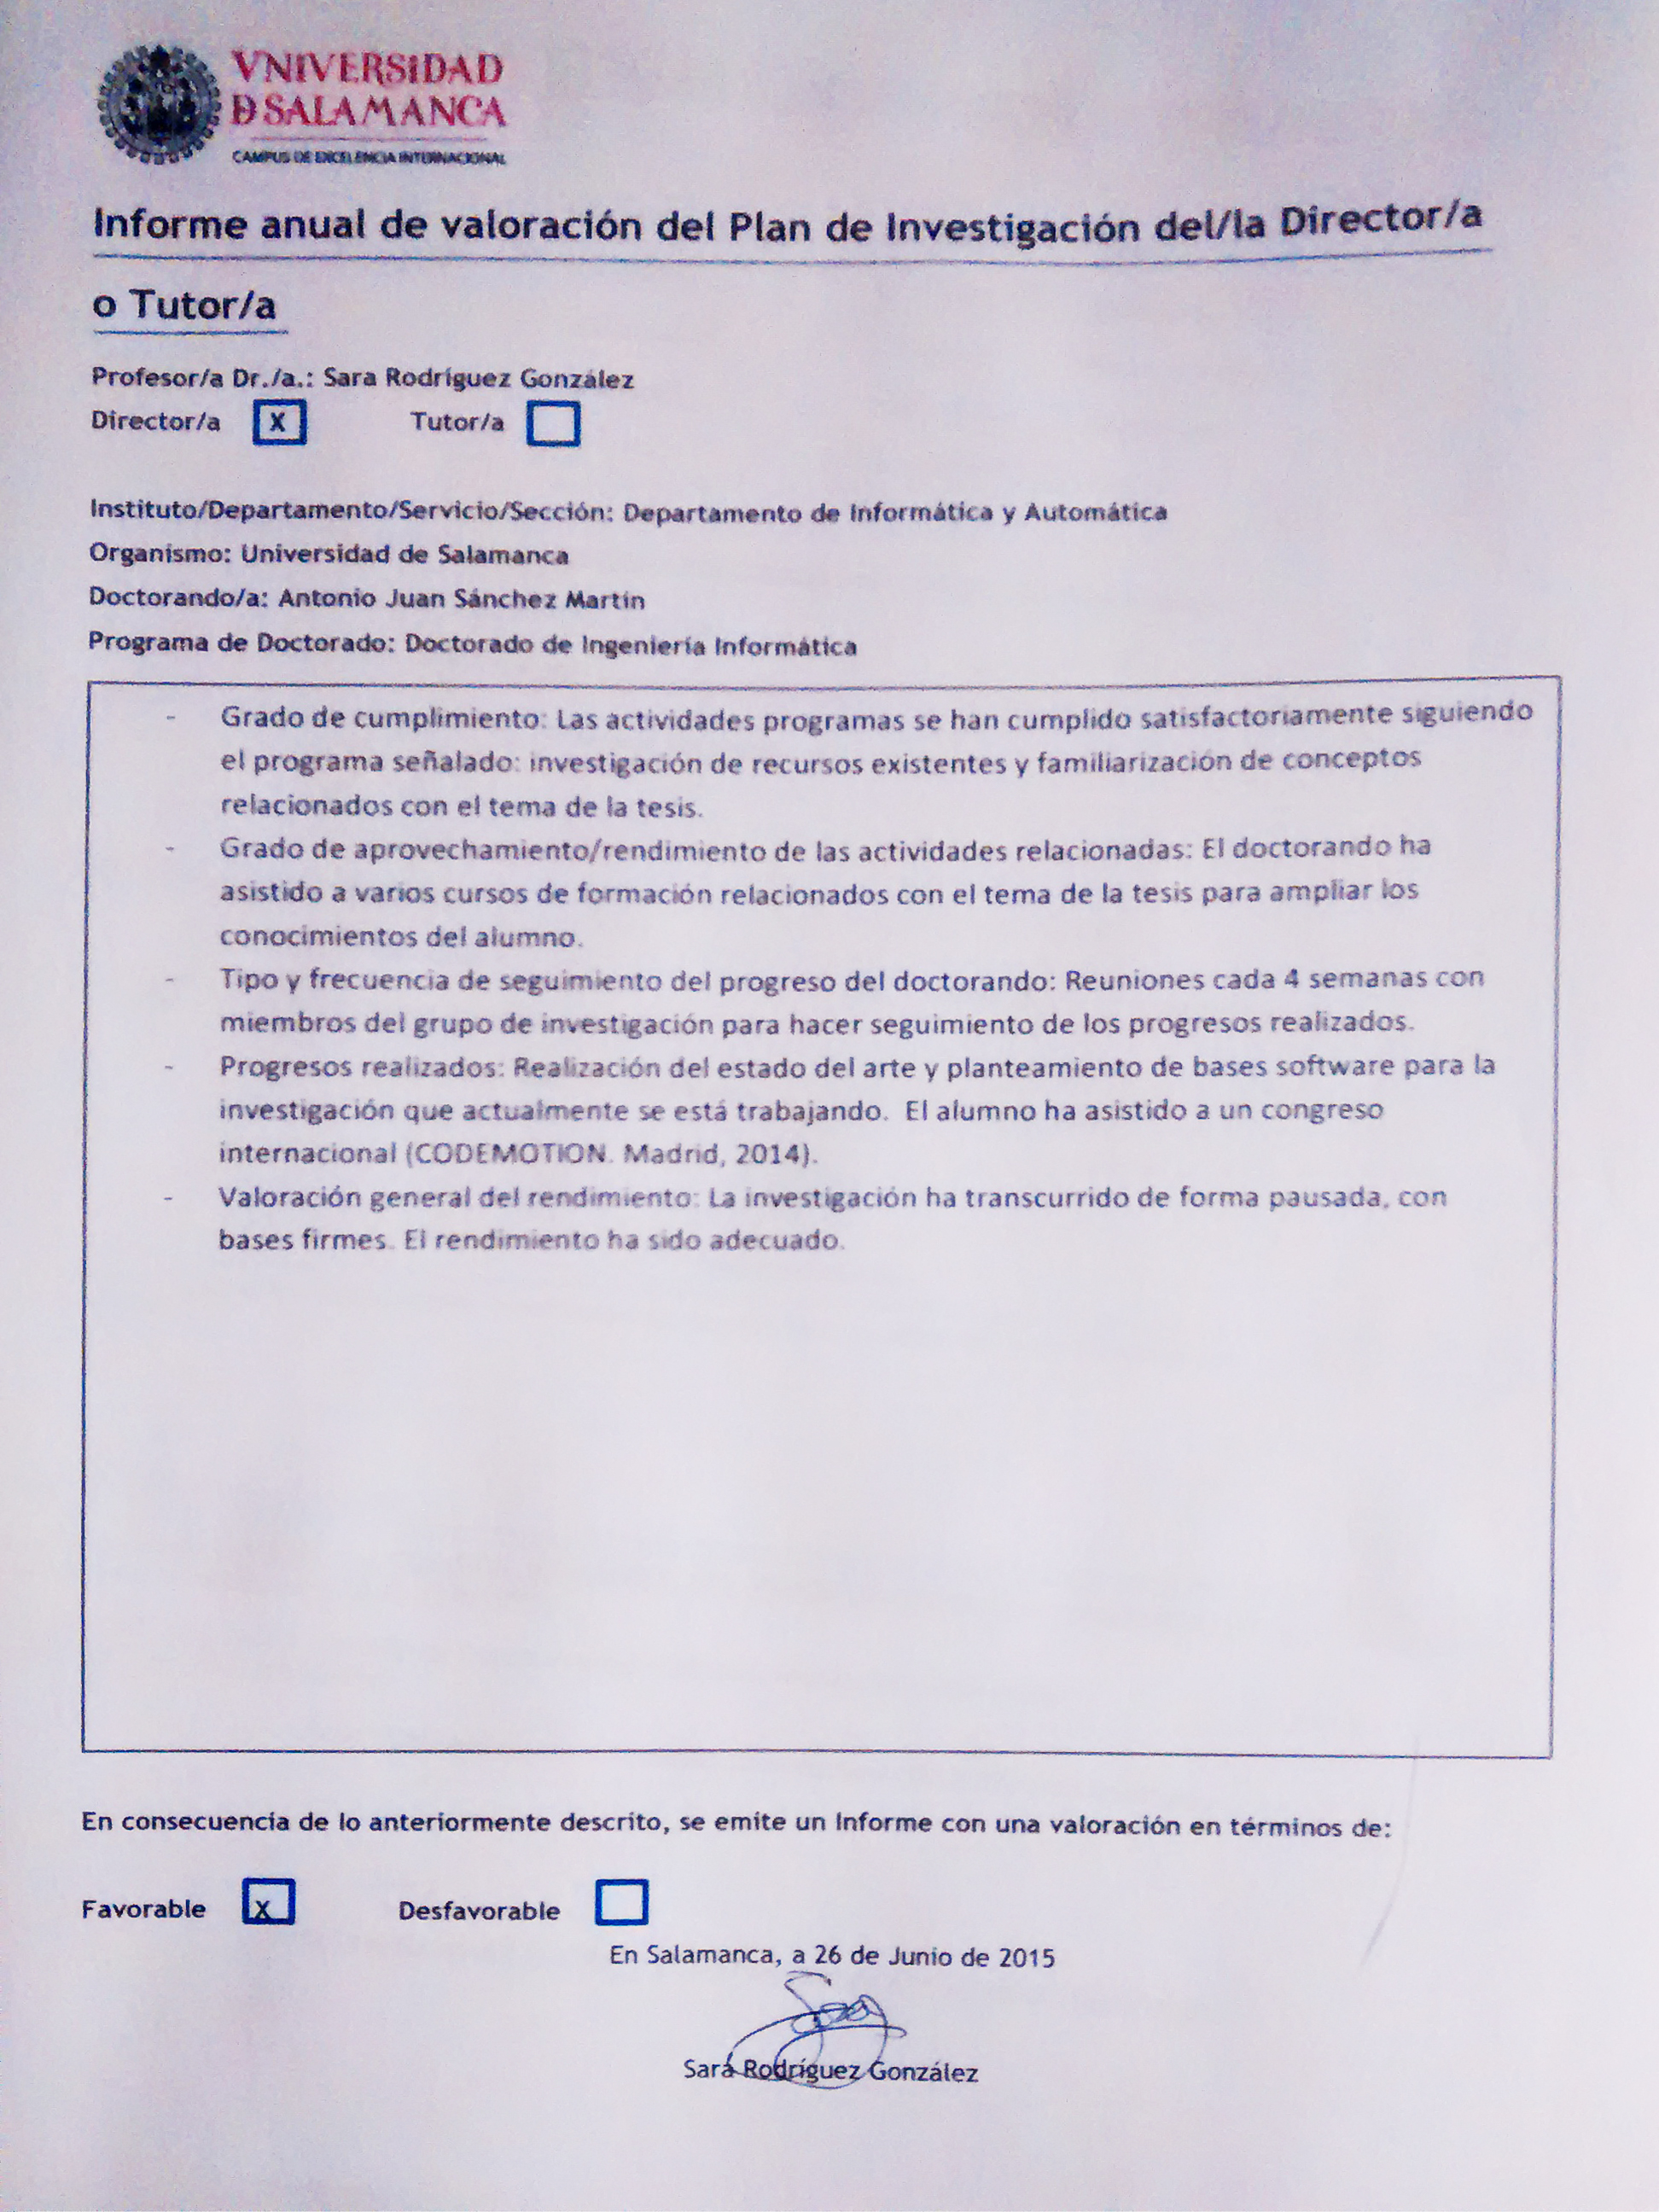 VNIVERSIDAD
D SALAMANCA
CAMPUS DE EXCELENCIA INTERNACIONAL
Informe anual de valoración del Plan de Investigación del/la Director/a
o Tutor/a
Profesor/a Dr./a.: Sara Rodríguez González
Director/a X Tutor/a
Instituto/Departamento/Servicio/Sección: Departamento de Informática y Automática
Organismo: Universidad de Salamanca
Doctorando/a: Antonio Juan Sánchez Martín
Programa de Doctorado: Doctorado de Ingeniería Informática
- Grado de cumplimiento: Las actividades programas se han cumplido satisfactoriamente siguiendo
el programa señalado: investigación de recursos existentes y familiarización de conceptos
relacionados con el tema de la tesis.
- Grado de aprovechamiento/rendimiento de las actividades relacionadas: El doctorando ha
asistido a varios cursos de formación relacionados con el tema de la tesis para ampliar los
conocimientos del alumno.
- Tipo y frecuencia de seguimiento del progreso del doctorando: Reuniones cada 4 semanas con
miembros del grupo de investigación para hacer seguimiento de los progresos realizados.
- Progresos realizados: Realización del estado del arte y planteamiento de bases software para la
investigación que actualmente se está trabajando. El alumno ha asistido a un congreso
internacional (CODEMOTION. Madrid, 2014).
- Valoración general del rendimiento: La investigación ha transcurrido de forma pausada, con
bases firmes. El rendimiento ha sido adecuado.
En consecuencia de lo anteriormente descrito, se emite un Informe con una valoración en términos de:
Favorable X Desfavorable
En Salamanca, a 26 de Junio de 2015
Sara
Sara Rodríguez González